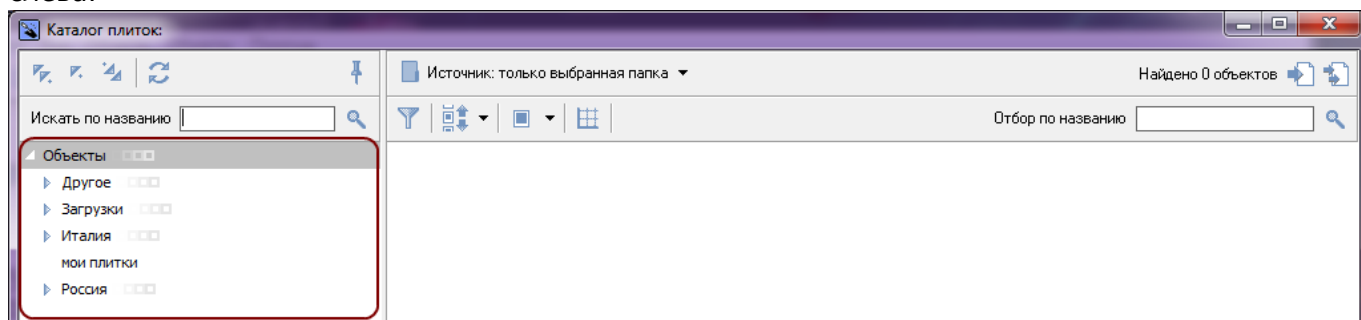 Каталог плиток:
Источник: только выбранная папка
Найдено 0 объектов
Искать по названию
Отбор по названию
Объекты
Другое
Загрузки
Италия
мои плитки
Россия